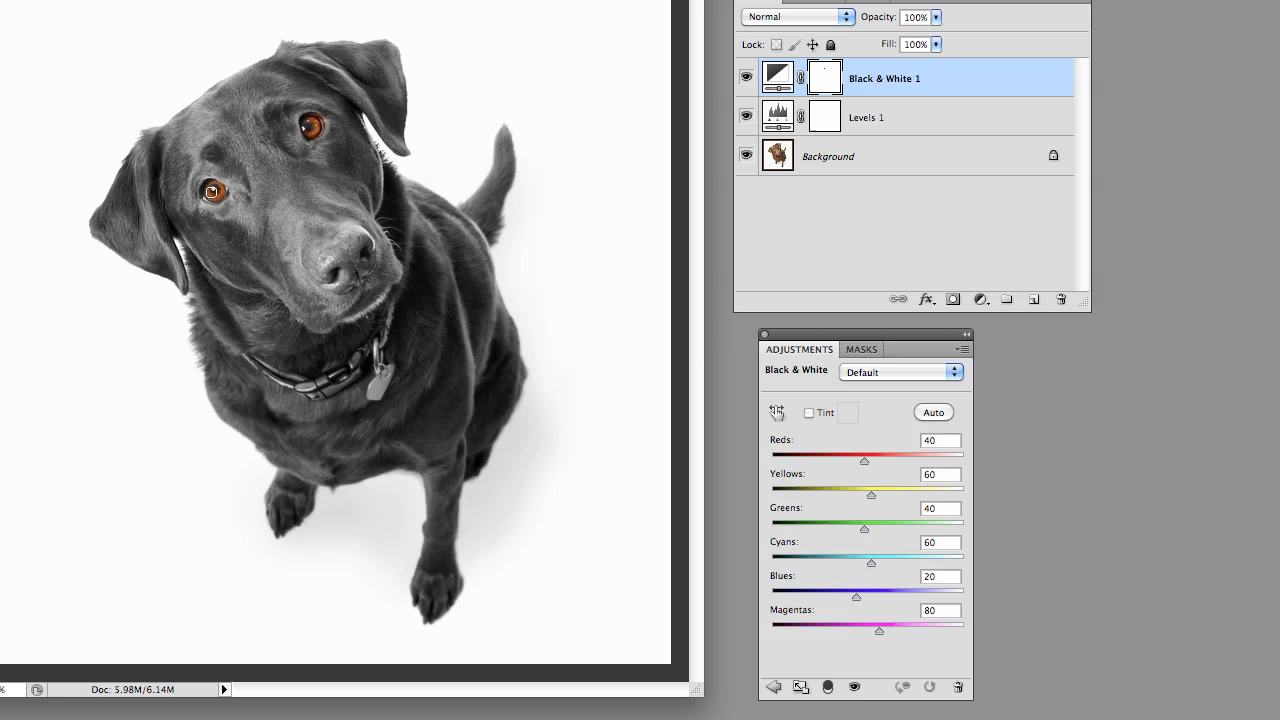 Normal Opacity: 100%
Lock: Fill: 100%
Black & White 1
Levels 1
Background
fx
ADJUSTMENTS MASKS
Black & White Default
Tint Auto
Reds: 40
Yellows: 60
Greens: 40
Cyans: 60
Blues: 20
Magentas: 80
% Doc: 5.98M/6.14M